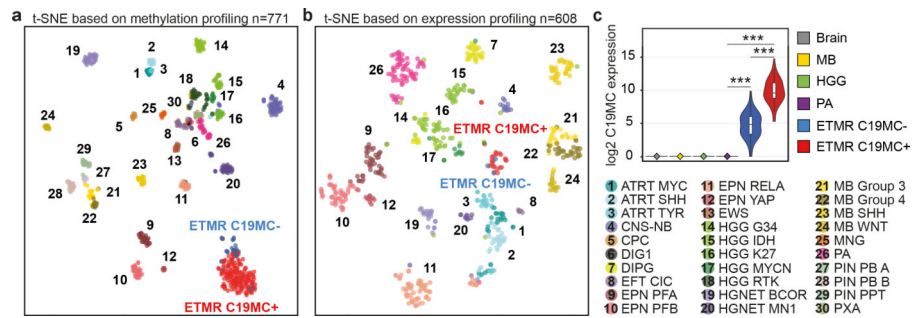 a
t-SNE based on methylation profiling n=771
19
2
3
1
14
4
18
15
30
17
24
25
5
16
8
6
26
29
13
27
23
20
28
21
11
22
9
ETMR C19MC-
12
10
ETMR C19MC+
b
t-SNE based on expression profiling n=608
7
23
26
15
4
14
16
21
9
ETMR C19MC+
17
22
ETMR C19MC-
24
10
12
3
8
19
20
1
2
11
c
log2 C19MC expression
15
10
5
0
***
***
***
Brain
MB
HGG
PA
ETMR C19MC-
ETMR C19MC+
1 ATRT MYC
2 ATRT SHH
3 ATRT TYR
4 CNS-NB
5 CPC
6 DIG1
7 DIPG
8 EFT CIC
9 EPN PFA
10 EPN PFB
11 EPN RELA
12 EPN YAP
13 EWS
14 HGG G34
15 HGG IDH
16 HGG K27
17 HGG MYCN
18 HGG RTK
19 HGNET BCOR
20 HGNET MN1
21 MB Group 3
22 MB Group 4
23 MB SHH
24 MB WNT
25 MNG
26 PA
27 PIN PB A
28 PIN PB B
29 PIN PPT
30 PXA